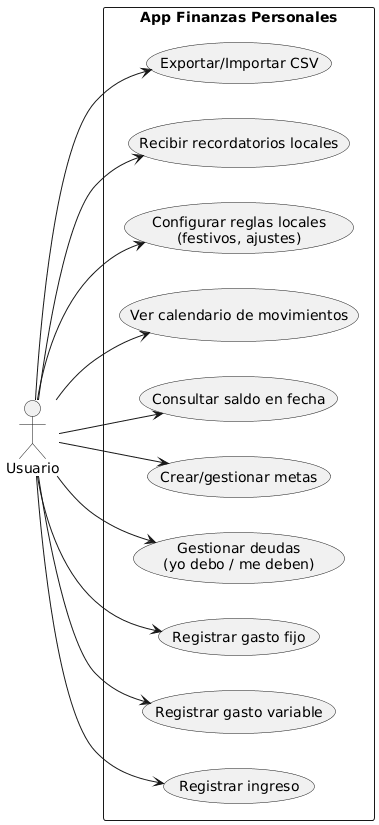 App Finanzas Personales
Exportar/Importar CSV
Recibir recordatorios locales
Configurar reglas locales
(festivos, ajustes)
Ver calendario de movimientos
Consultar saldo en fecha
Usuario
Crear/gestionar metas
Gestionar deudas
(yo debo / me deben)
Registrar gasto fijo
Registrar gasto variable
Registrar ingreso